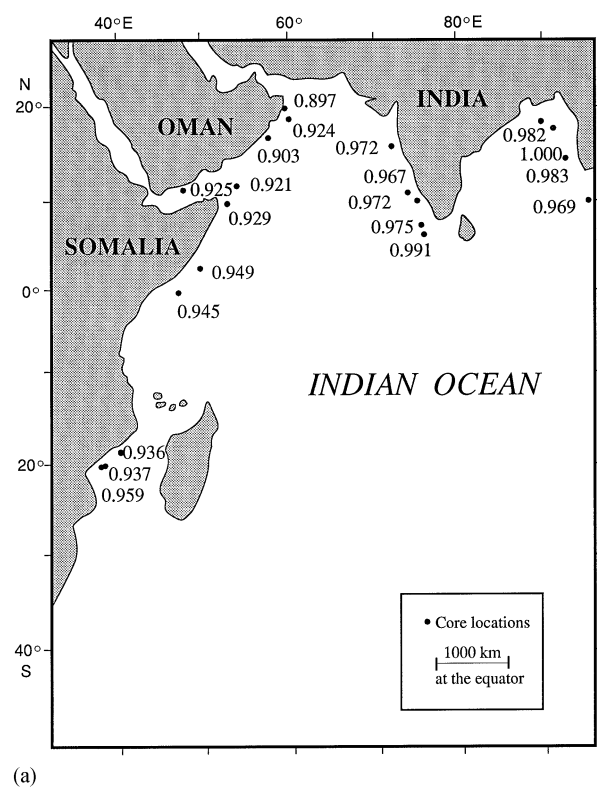 40°E
60°
80°E
N
20°
0°
20°
40°
S
0.897
INDIA
OMAN
0.924
0.982
0.903
0.972
1.000
0.983
0.967
0.925
0.921
0.972
0.969
0.929
0.975
SOMALIA
0.991
0.949
0.945
INDIAN OCEAN
0.936
0.937
0.959
Core locations
1000 km
at the equator
(a)